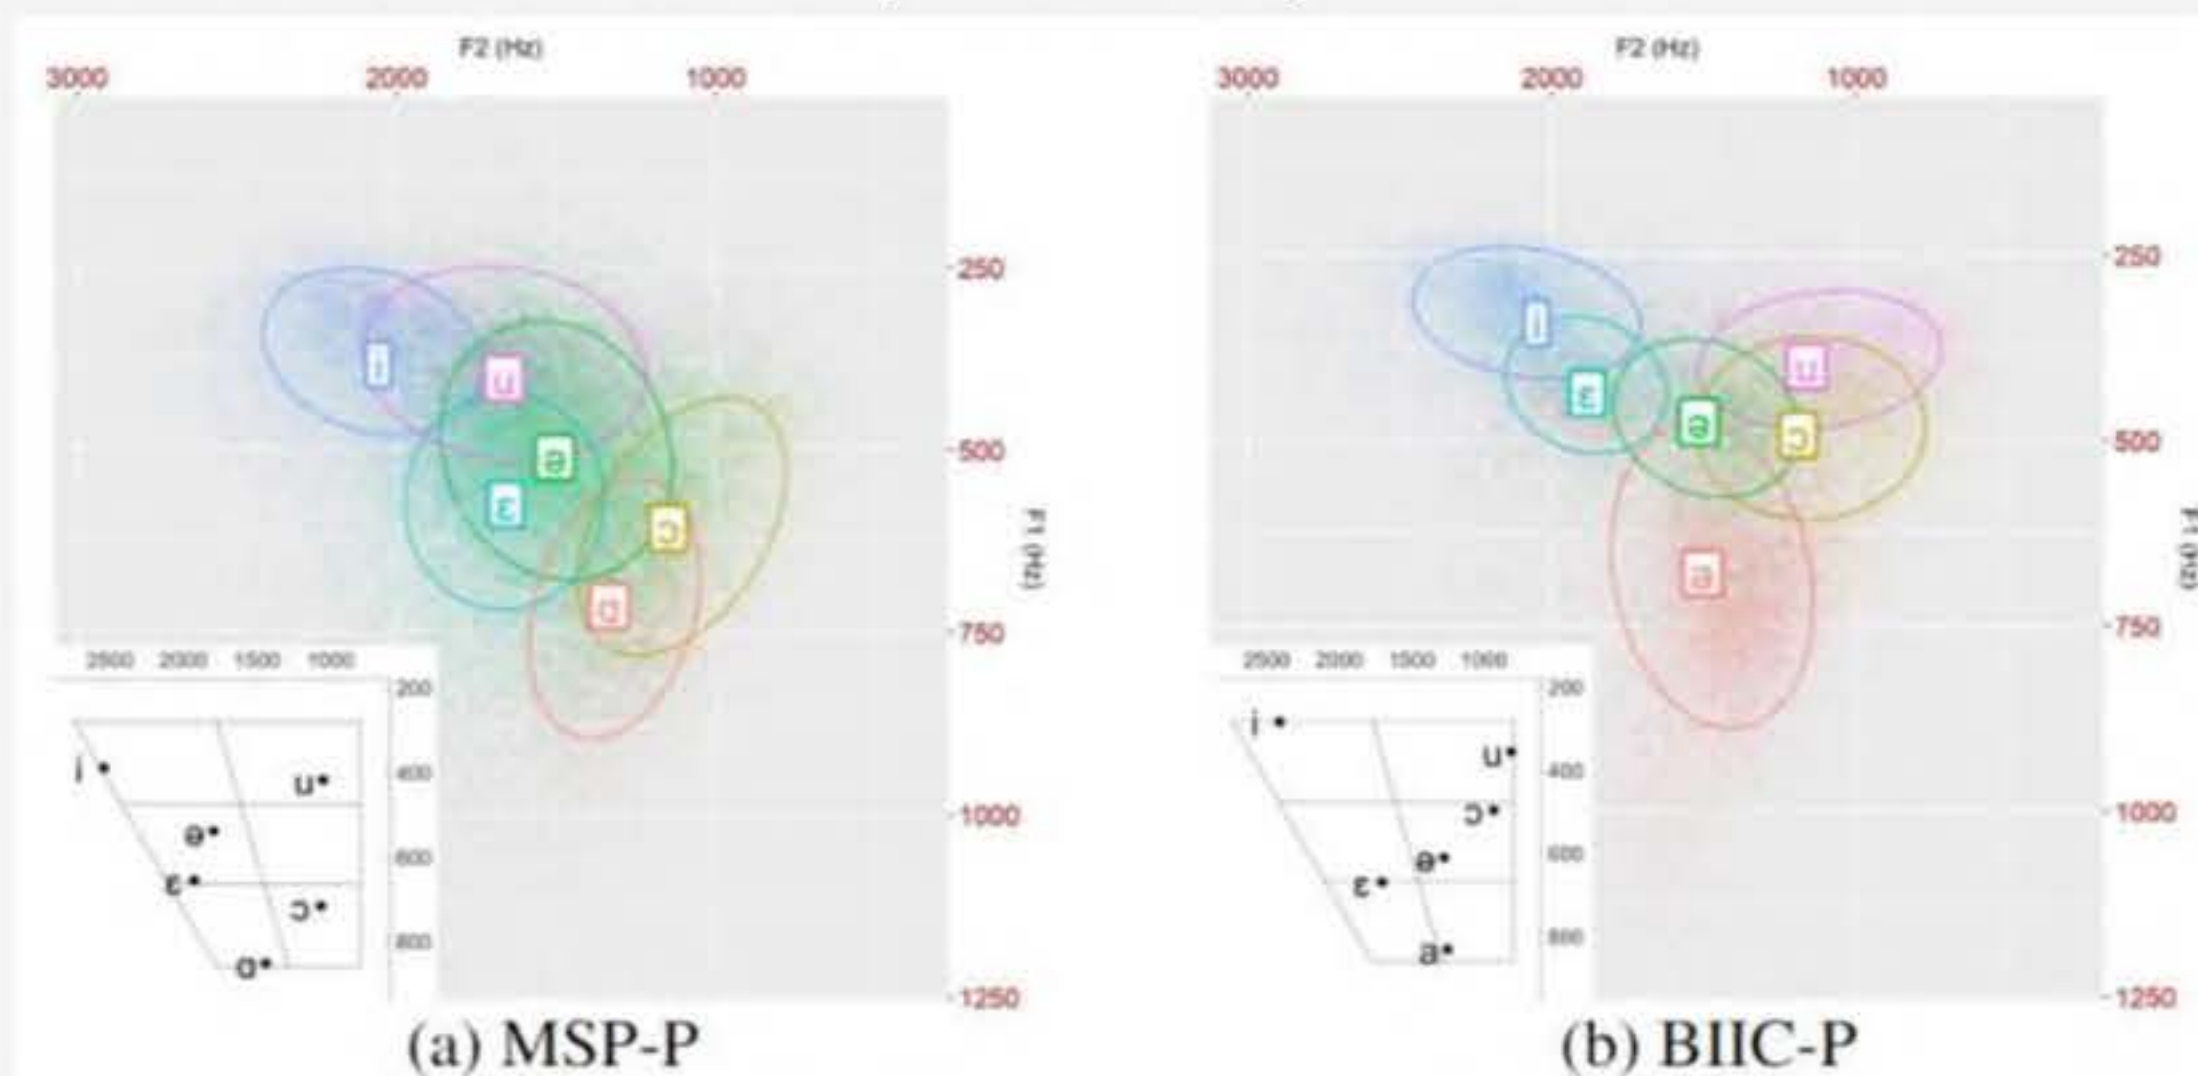 F2 (Hz) F2 (Hz)
3000 2000 1000 3000 2000 1000
250 250
i i
u u
ɛ
500 ə ə ɔ 500
ɛ ɔ
F1 (Hz) F1 (Hz)
ɑ a
750 750
2500 2000 1500 1000 2500 2000 1500 1000
200 200
i i
u u
400 400
1000 ɔ 1000
ə
600 ə 600
ɛ ɛ
ɔ
800 800
ɑ a
1250 1250
(a) MSP-P (b) BIIC-P